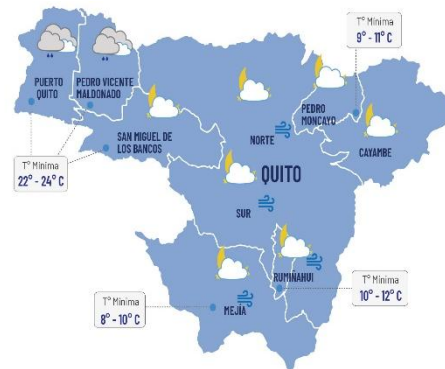 T° Mínima
9° - 11° C
PUERTO
QUITO
PEDRO VICENTE
MALDONADO
PEDRO
MONCAYO
SAN MIGUEL DE
LOS BANCOS
NORTE
CAYAMBE
T° Mínima
22° - 24° C
QUITO
SUR
RUMIÑAHUI
T° Mínima
10° - 12° C
T° Mínima
8° - 10° C
MEJÍA